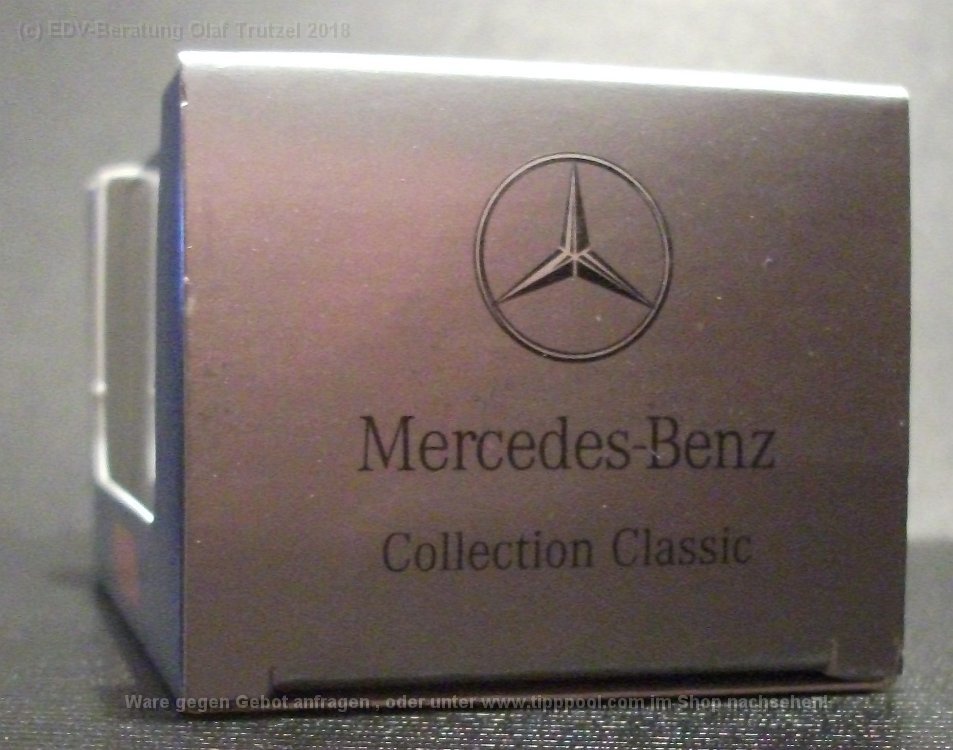 (c) EDV-Beratung Olaf Trutzel 2018
Mercedes-Benz
Collection Classic
Ware gegen Gebot anfragen , oder unter www.tipppool.com im Shop nachsehen!